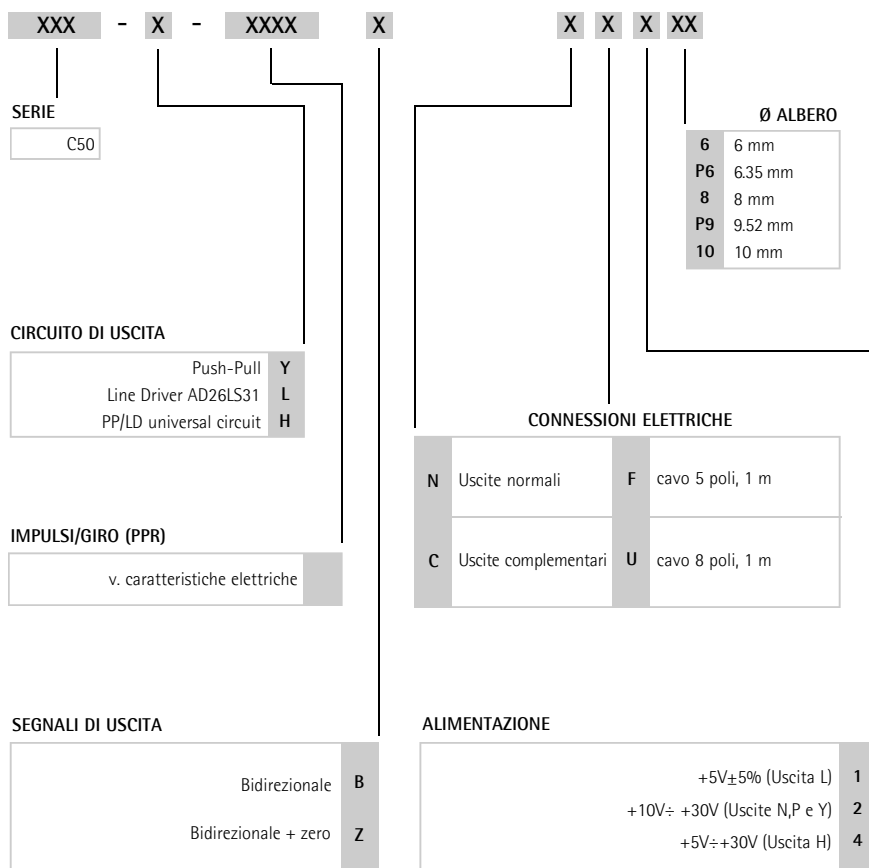 XXX - X - XXXX X X X X XX
SERIE
C50
Ø ALBERO
6 6 mm
P6 6.35 mm
8 8 mm
P9 9.52 mm
10 10 mm
CIRCUITO DI USCITA
Push-Pull Y
Line Driver AD26LS31 L
PP/LD universal circuit H
CONNESSIONI ELETTRICHE
N Uscite normali F cavo 5 poli, 1 m
C Uscite complementari U cavo 8 poli, 1 m
IMPULSI/GIRO (PPR)
v. caratteristiche elettriche
SEGNALI DI USCITA
Bidirezionale B
Bidirezionale + zero Z
ALIMENTAZIONE
+5V±5% (Uscita L) 1
+10V÷ +30V (Uscite N,P e Y) 2
+5V÷+30V (Uscita H) 4